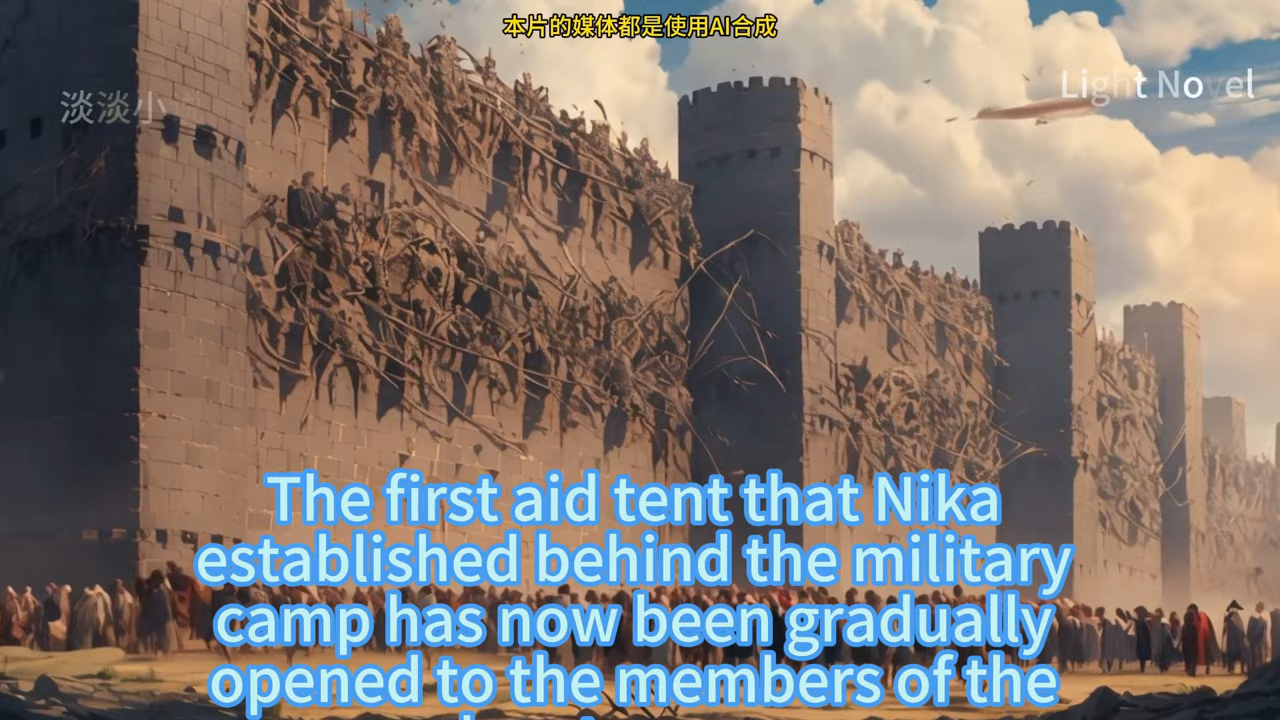 本片的媒体都是使用AI合成
Light Novel
淡淡小
The first aid tent that Nika
established behind the military
camp has now been gradually
opened to the members of the